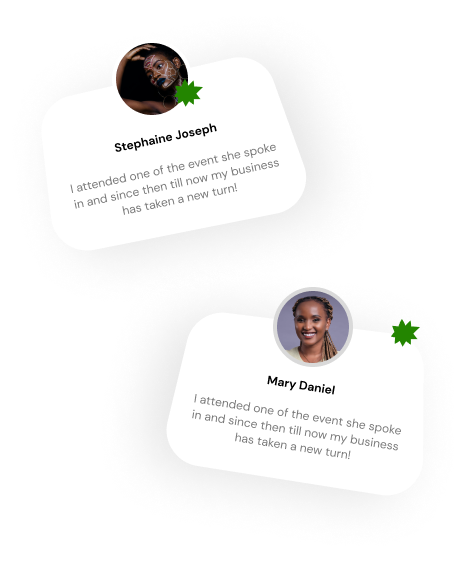 Stephaine Joseph
I attended one of the event she spoke
in and since then till now my business
has taken a new turn!
Mary Daniel
I attended one of the event she spoke
in and since then till now my business
has taken a new turn!